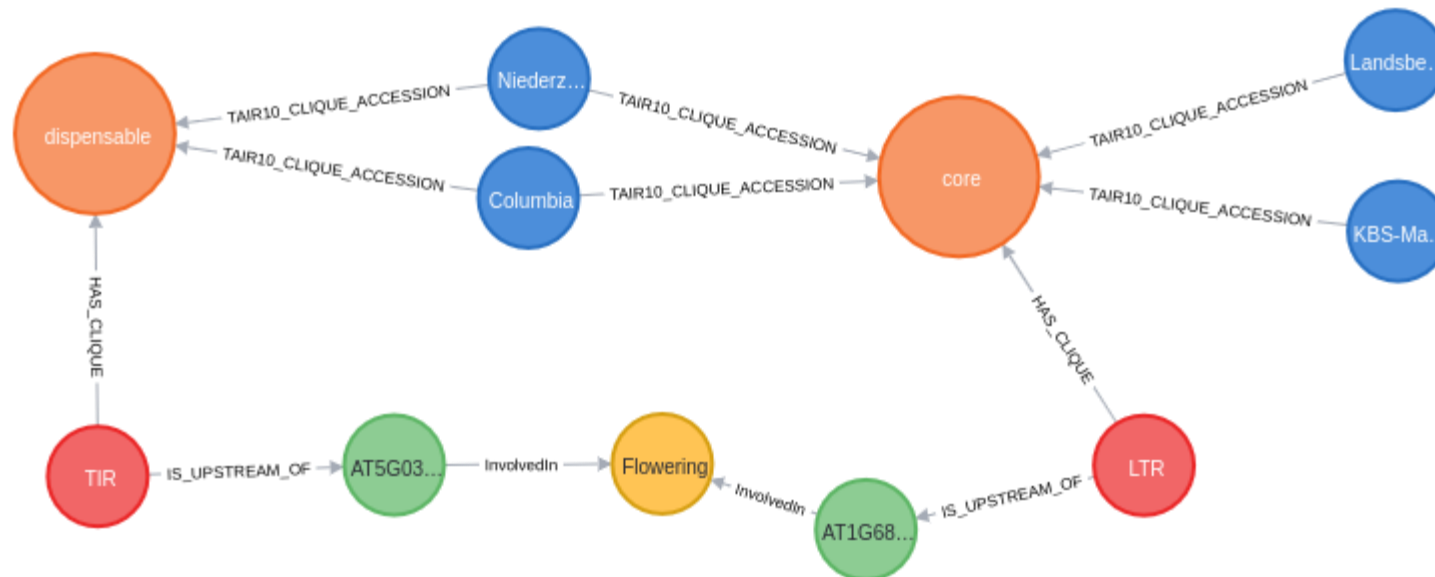 Landsbe...
Niederz...
TAIR10_CLIQUE_ACCESSION
TAIR10_CLIQUE_ACCESSION
TAIR10_CLIQUE_ACCESSION
dispensable
TAIR10_CLIQUE_ACCESSION
core
TAIR10_CLIQUE_ACCESSION
Columbia
TAIR10_CLIQUE_ACCESSION
KBS-Ma..
HAS_CLIQUE
HAS_CLIQUE
TIR
IS_UPSTREAM_OF
AT5G03...
InvolvedIn
Flowering
LTR
InvolvedIn
IS_UPSTREAM_OF
AT1G68...